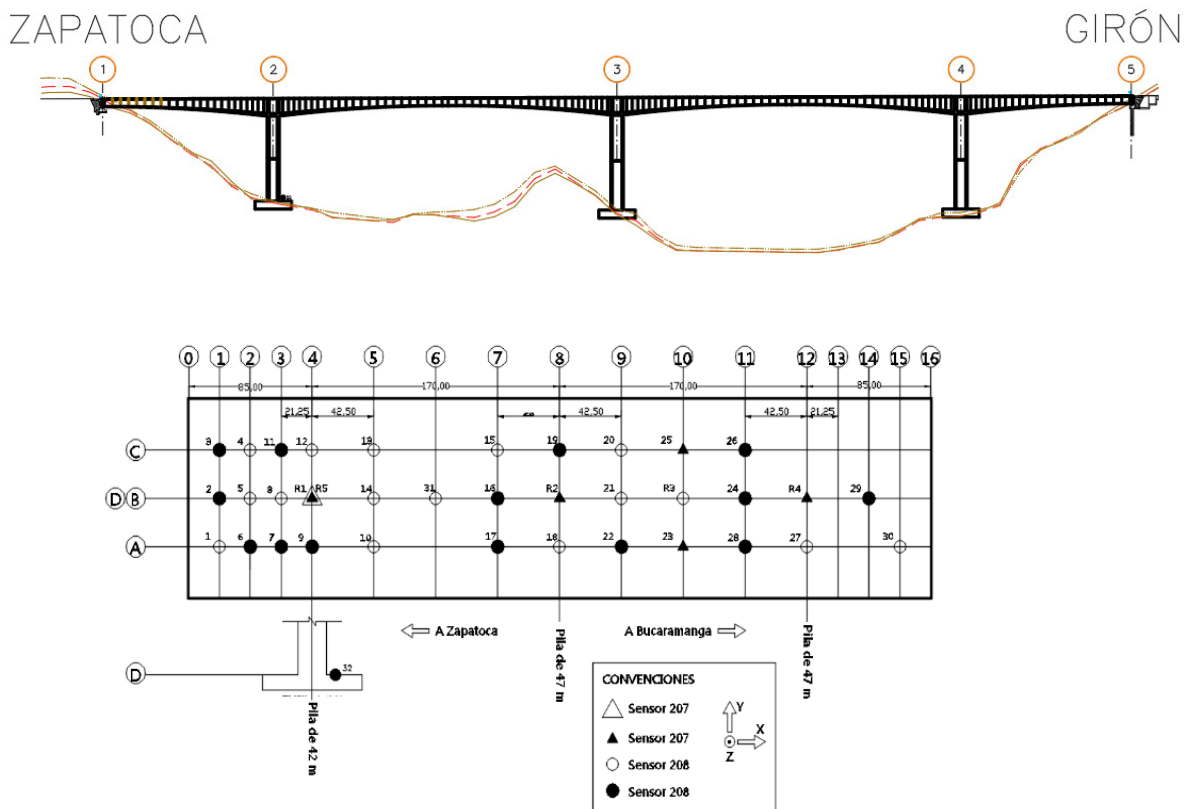 ZAPATOCA
GIRÓN
1 2 3 4 5
0 1 2 3 4 5 6 7 8 9 10 11 12 13 14 15 16
85,00 170,00 170,00 85,00
21,25 42,50 42,50 42,50 21,25
C 3 4 11 12 13 15 19 20 25 26
D B 2 5 8 R1 R5 14 31 16 R2 21 R3 24 R4 29
A 1 6 7 9 10 17 18 22 23 28 27 30
A Zapatoca
A Bucaramanga
D 32
Pila de 42 m
Pila de 47 m
Pila de 47 m
CONVENCIONES
Sensor 207
Sensor 207
Sensor 208
Sensor 208
Y
X
Z